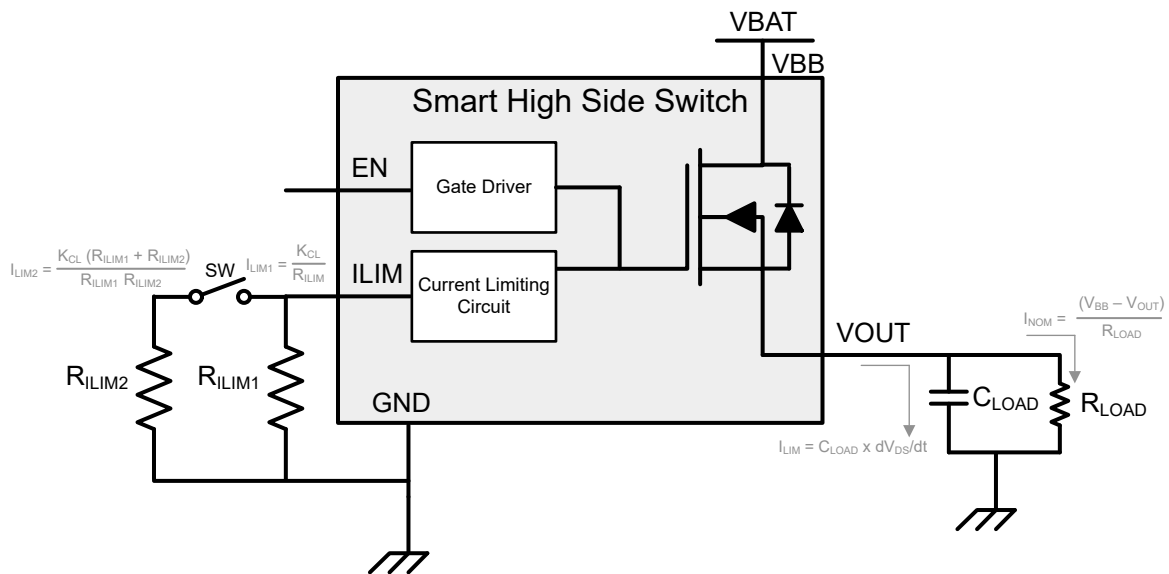 VBAT
VBB
Smart High Side Switch
EN
Gate Driver
I_LIM2 = K_CL (R_ILIM1 + R_ILIM2) / R_ILIM1 R_ILIM2
SW
I_LIM1 = K_CL / R_ILIM
ILIM
Current Limiting
Circuit
R_ILIM2
R_ILIM1
GND
VOUT
I_NOM = (V_BB – V_OUT) / R_LOAD
C_LOAD
R_LOAD
I_LIM = C_LOAD x dV_DS/dt